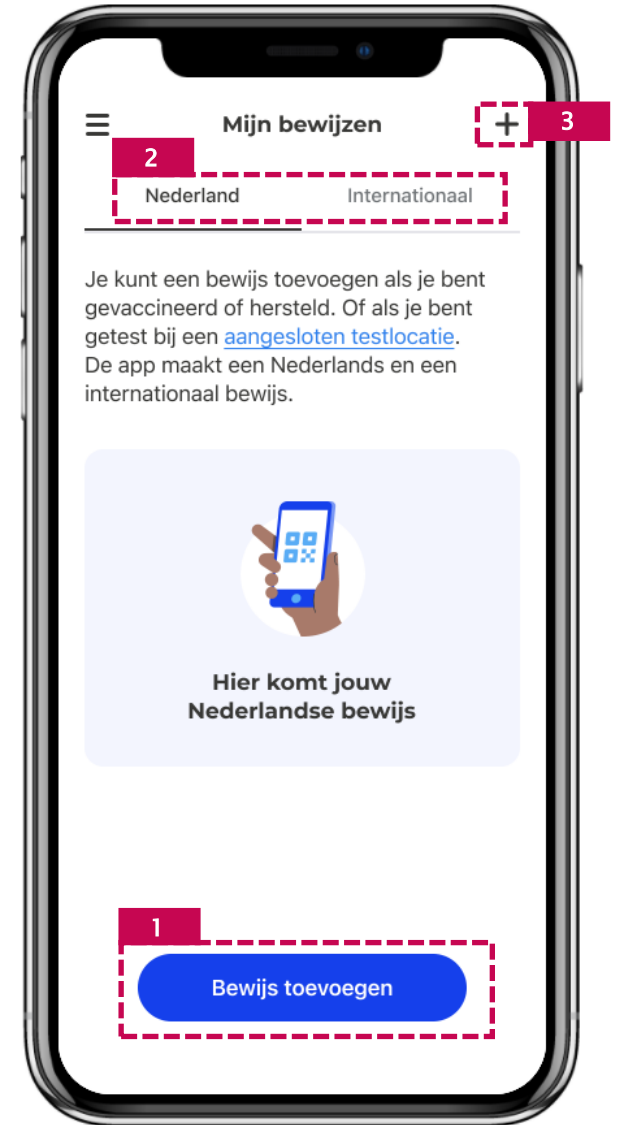 Mijn bewijzen
3
2
Nederland Internationaal
Je kunt een bewijs toevoegen als je bent
gevaccineerd of hersteld. Of als je bent
getest bij een aangesloten testlocatie.
De app maakt een Nederlands en een
internationaal bewijs.
Hier komt jouw
Nederlandse bewijs
1
Bewijs toevoegen